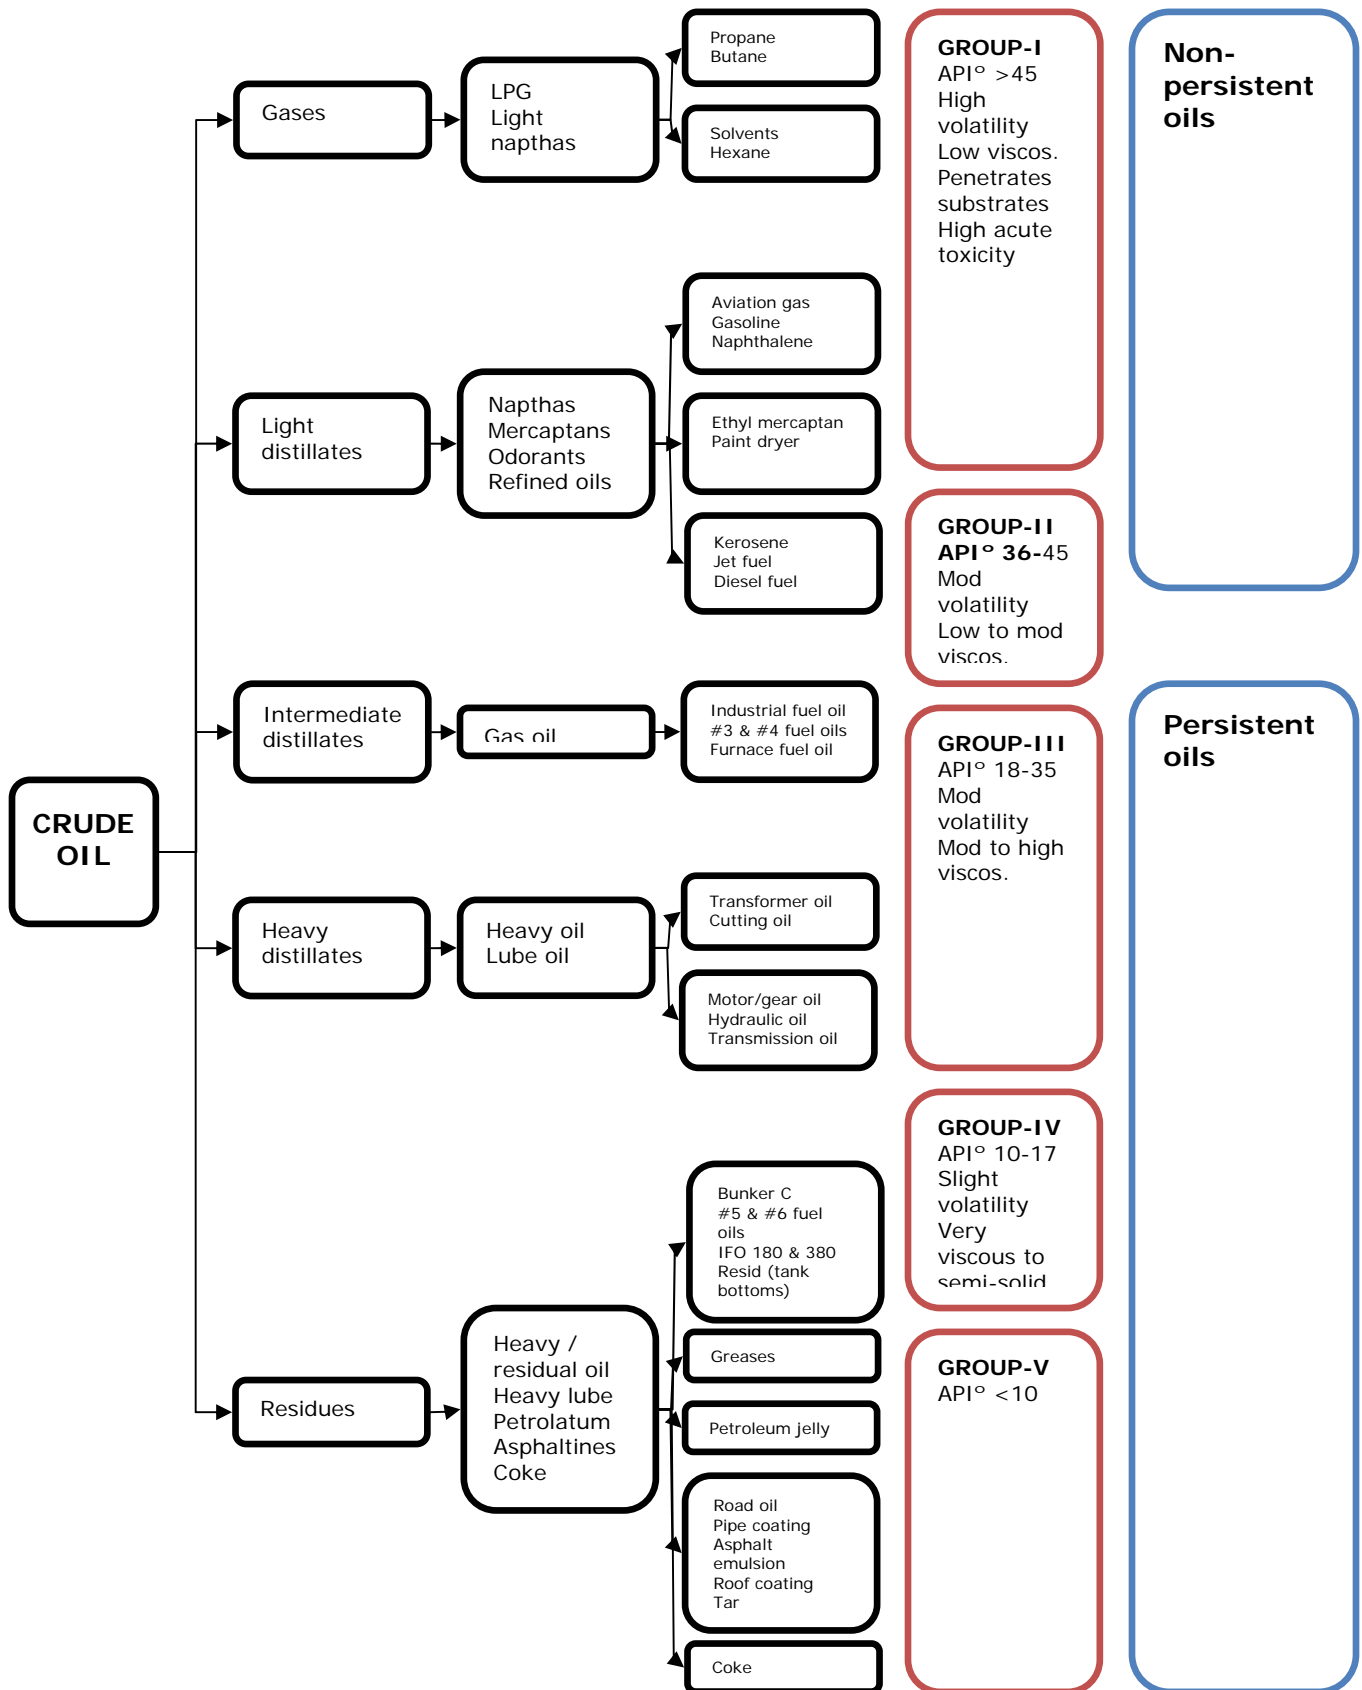 CRUDE
OIL
Gases
LPG
Light
napthas
Propane
Butane
Solvents
Hexane
Light
distillates
Napthas
Mercaptans
Odorants
Refined oils
Aviation gas
Gasoline
Naphthalene
Ethyl mercaptan
Paint dryer
Kerosene
Jet fuel
Diesel fuel
Intermediate
distillates
Gas oil
Industrial fuel oil
#3 & #4 fuel oils
Furnace fuel oil
Heavy
distillates
Heavy oil
Lube oil
Transformer oil
Cutting oil
Motor/gear oil
Hydraulic oil
Transmission oil
Residues
Heavy /
residual oil
Heavy lube
Petrolatum
Asphaltines
Coke
Bunker C
#5 & #6 fuel
oils
IFO 180 & 380
Resid (tank
bottoms)
Greases
Petroleum jelly
Road oil
Pipe coating
Asphalt
emulsion
Roof coating
Tar
Coke
GROUP-I
API° >45
High
volatility
Low viscos.
Penetrates
substrates
High acute
toxicity
GROUP-II
API° 36-45
Mod
volatility
Low to mod
viscos.
GROUP-III
API° 18-35
Mod
volatility
Mod to high
viscos.
GROUP-IV
API° 10-17
Slight
volatility
Very
viscous to
semi-solid
GROUP-V
API° <10
Non-
persistent
oils
Persistent
oils